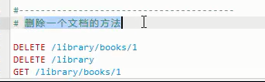 #-----------------------------------
# 删除一个文档的方法
DELETE /library/books/1
DELETE /library
GET /library/books/1